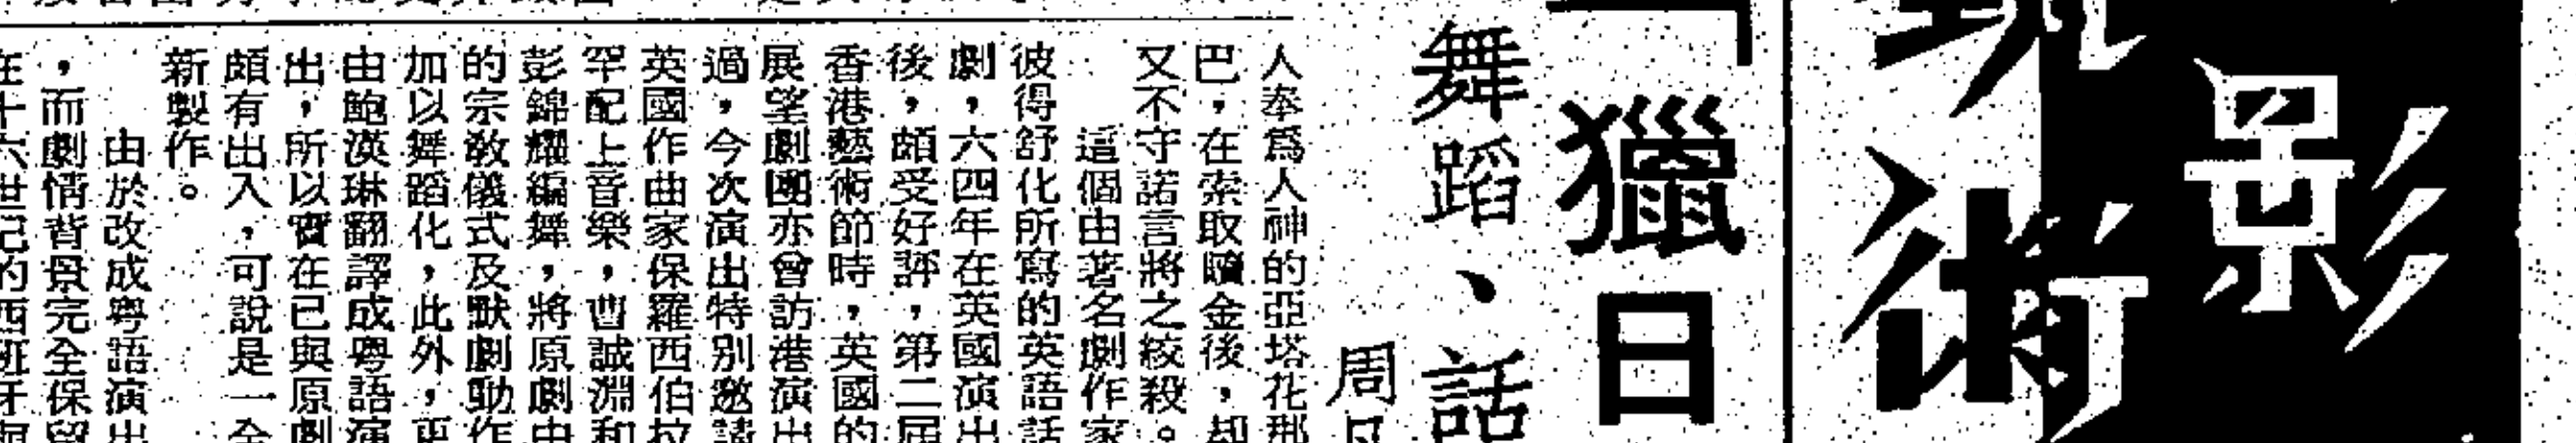 影
術
「獵日
舞蹈、話
周
人奉爲人神的亞塔花那
巴，在索取贖金後，却
又不守諾言將之絞殺。
這個由著名劇作家
彼得舒化所寫的英語話
劇，六四年在英國演出
後，頗受好評，第二屆
香港藝術節時，英國的
展望劇團亦曾訪港演出
過，今次演出特別邀請
英國作曲家保羅西伯拉
罕配上音樂，曹誠淵和
彭錦耀編舞，將原劇中
的宗教儀式及默劇動作
加以舞蹈化，此外，更
由鮑漢琳翻譯成粵語演
出，所以實在已與原劇
頗有出入，可說是一全
新製作。
由於改成粵語演出
，而劇情背景完全保留
在十六世紀的西班牙